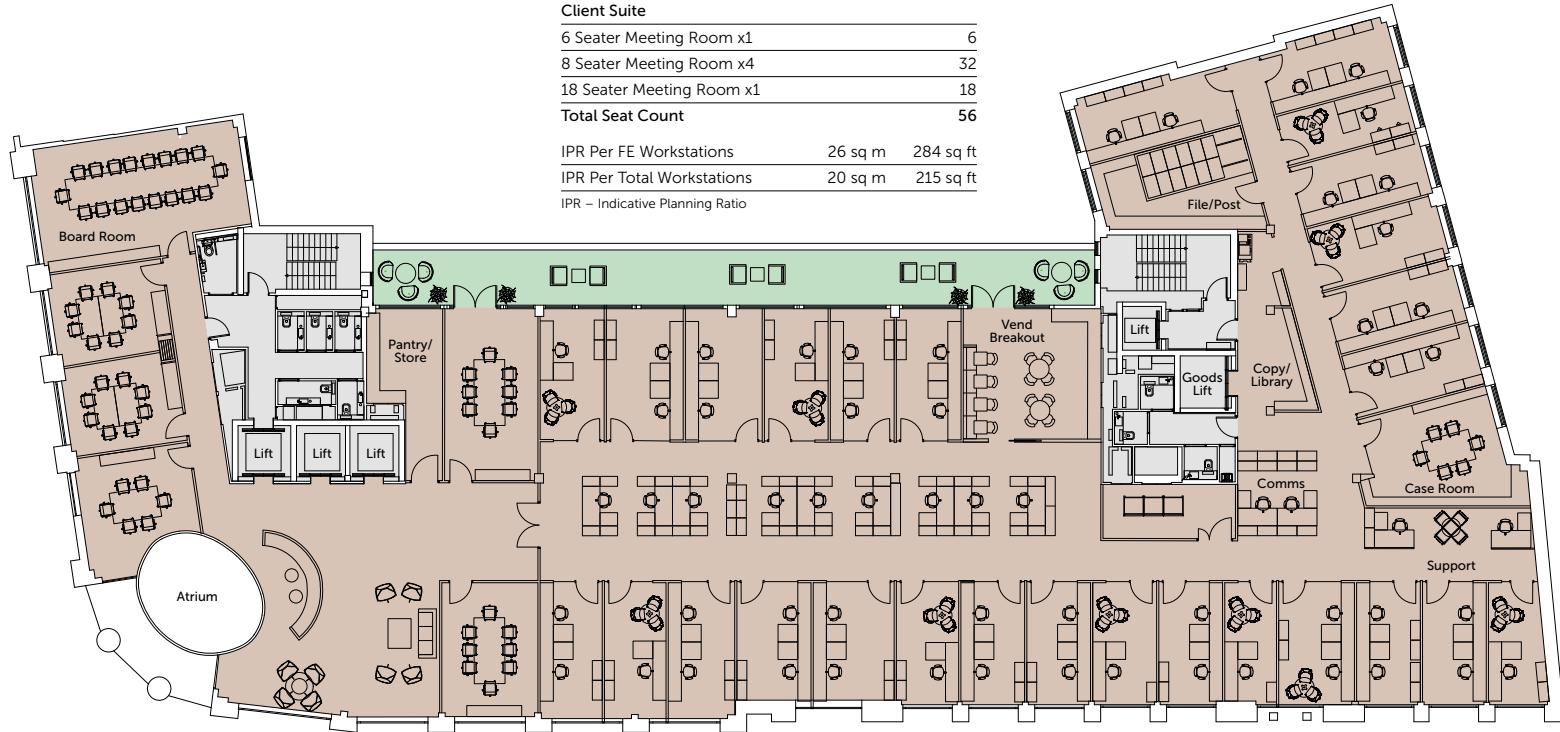 Client Suite
6 Seater Meeting Room x1 6
8 Seater Meeting Room x4 32
18 Seater Meeting Room x1 18
Total Seat Count 56
IPR Per FE Workstations 26 sq m 284 sq ft
IPR Per Total Workstations 20 sq m 215 sq ft
IPR – Indicative Planning Ratio
File/Post
Board Room
Vend
Breakout
Lift
Pantry/
Store
Goods
Lift
Copy/
Library
Lift
Lift
Lift
Comms
Case Room
Support
Atrium